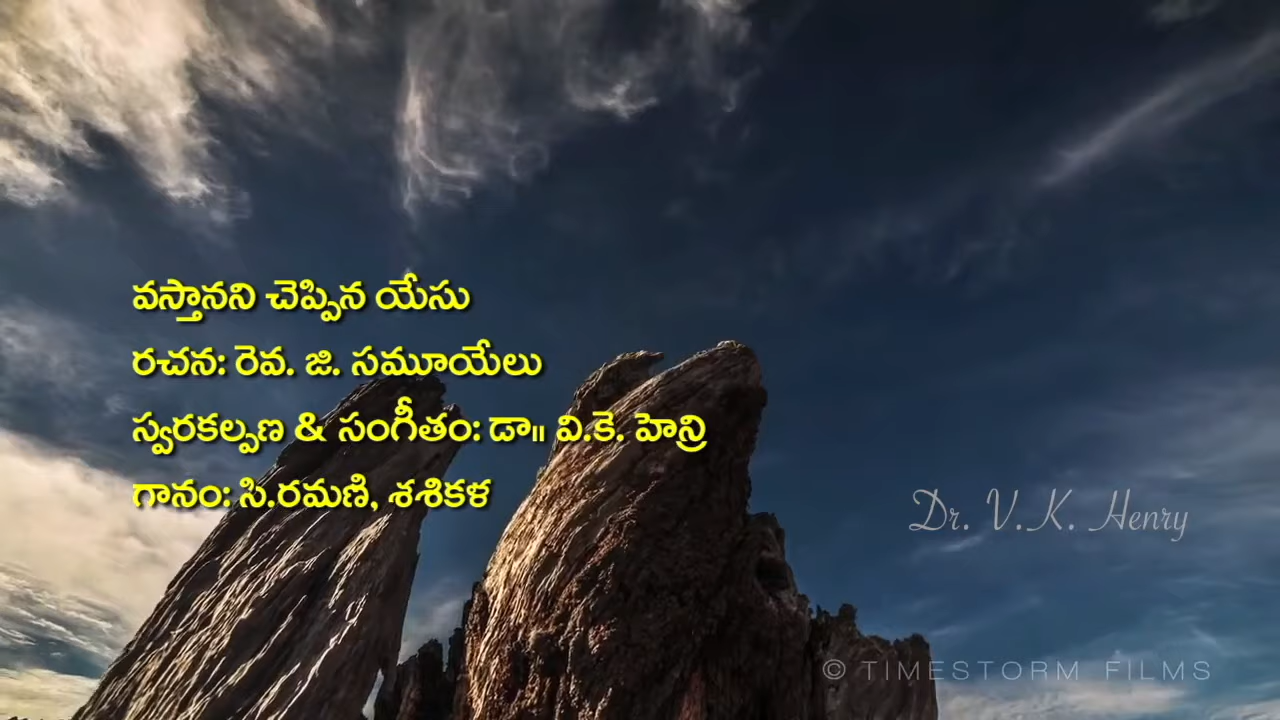 వస్తానని చెప్పిన యేసు
రచన: రెవ. జి. సమూయేలు
స్వరకల్పణ & సంగీతం: డా॥ వి.కె. హెన్రి
గానం: సి.రమణి, శశికళ
Dr. V.K. Henry
© TIMESTORM FILMS